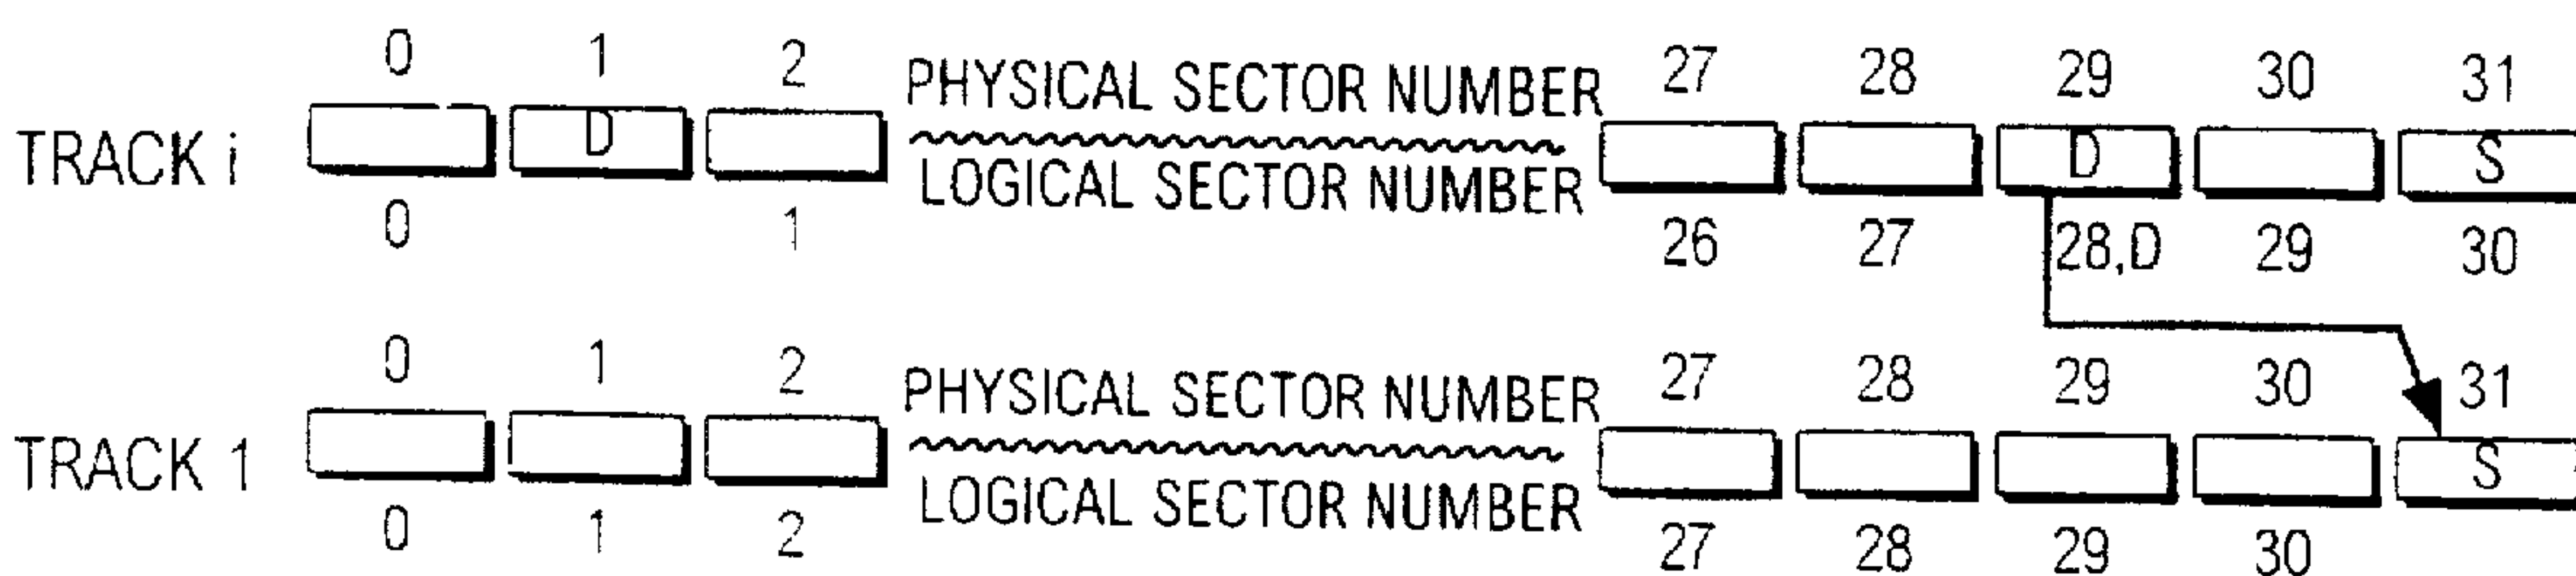 0 1 2 PHYSICAL SECTOR NUMBER 27 28 29 30 31
TRACK i D D S
LOGICAL SECTOR NUMBER
0 1 26 27 28,D 29 30
0 1 2 PHYSICAL SECTOR NUMBER 27 28 29 30 31
TRACK 1 S
LOGICAL SECTOR NUMBER
0 1 2 27 28 29 30